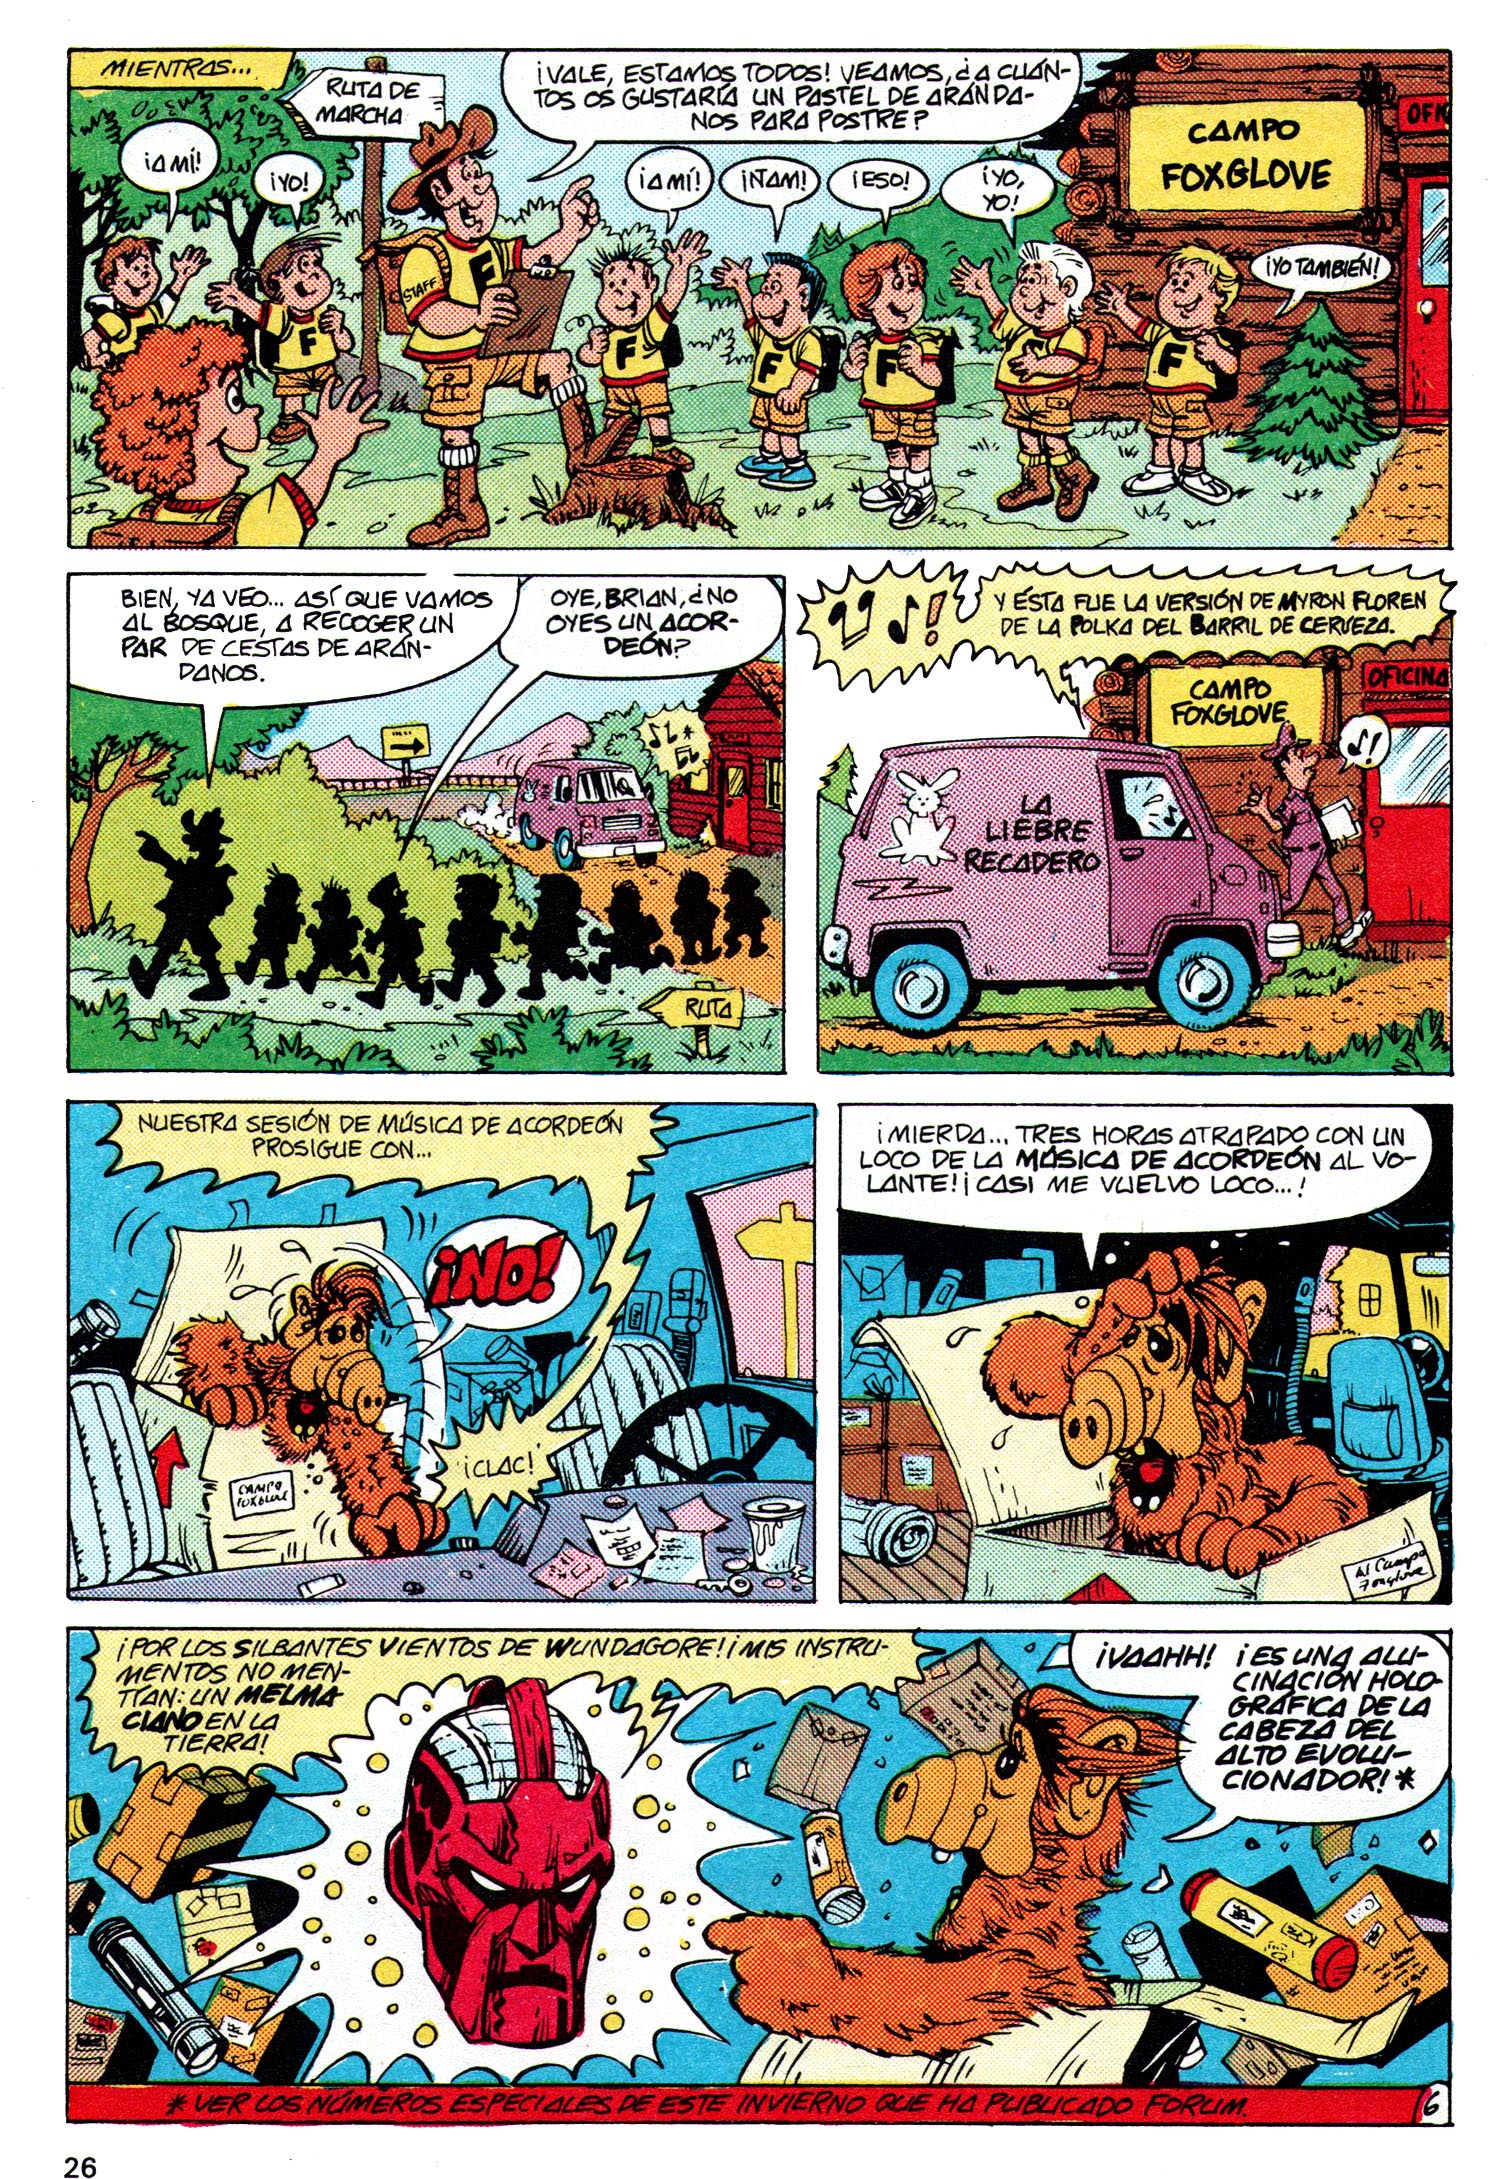 MIENTRAS...
RUTA DE
MARCHA
¡VALE, ESTAMOS TODOS! VEAMOS, ¿A CUÁN-
TOS OS GUSTARÍA UN PASTEL DE ARÁNDA-
NOS PARA POSTRE?
¡A MÍ!
¡YO!
STAFF
F
F
F
F
F
F
F
F
¡A MÍ!
¡ÑAM!
¡ESO!
¡YO,
YO!
¡YO TAMBIÉN!
CAMPO
FOXGLOVE
OFI
BIEN, YA VEO... ASÍ QUE VAMOS
AL BOSQUE, A RECOGER UN
PAR DE CESTAS DE ARÁN-
DANOS.
OYE, BRIAN, ¿NO
OYES UN ACOR-
DEÓN?
RUTA
Y ÉSTA FUE LA VERSIÓN DE MYRON FLOREN
DE LA POLKA DEL BARRIL DE CERVEZA.
CAMPO
FOXGLOVE
OFICINA
LA
LIEBRE
RECADERO
NUESTRA SESIÓN DE MÚSICA DE ACORDEÓN
PROSIGUE CON...
¡NO!
¡CLAC!
CAMPO
FOXGLOVE
¡MIERDA... TRES HORAS ATRAPADO CON UN
LOCO DE LA MÚSICA DE ACORDEÓN AL VO-
LANTE! ¡CASI ME VUELVO LOCO...!
Al Campo
Foxglove
¡POR LOS SILBANTES VIENTOS DE WUNDAGORE! ¡MIS INSTRU-
MENTOS NO MEN-
TÍAN: UN MELMA-
CIANO EN LA
TIERRA!
¡VAAHH! ¡ES UNA ALU-
CINACIÓN HOLO-
GRÁFICA DE LA
CABEZA DEL
ALTO EVOLU-
CIONADOR! *
* VER LOS NÚMEROS ESPECIALES DE ESTE INVIERNO QUE HA PUBLICADO FORUM.
6
26